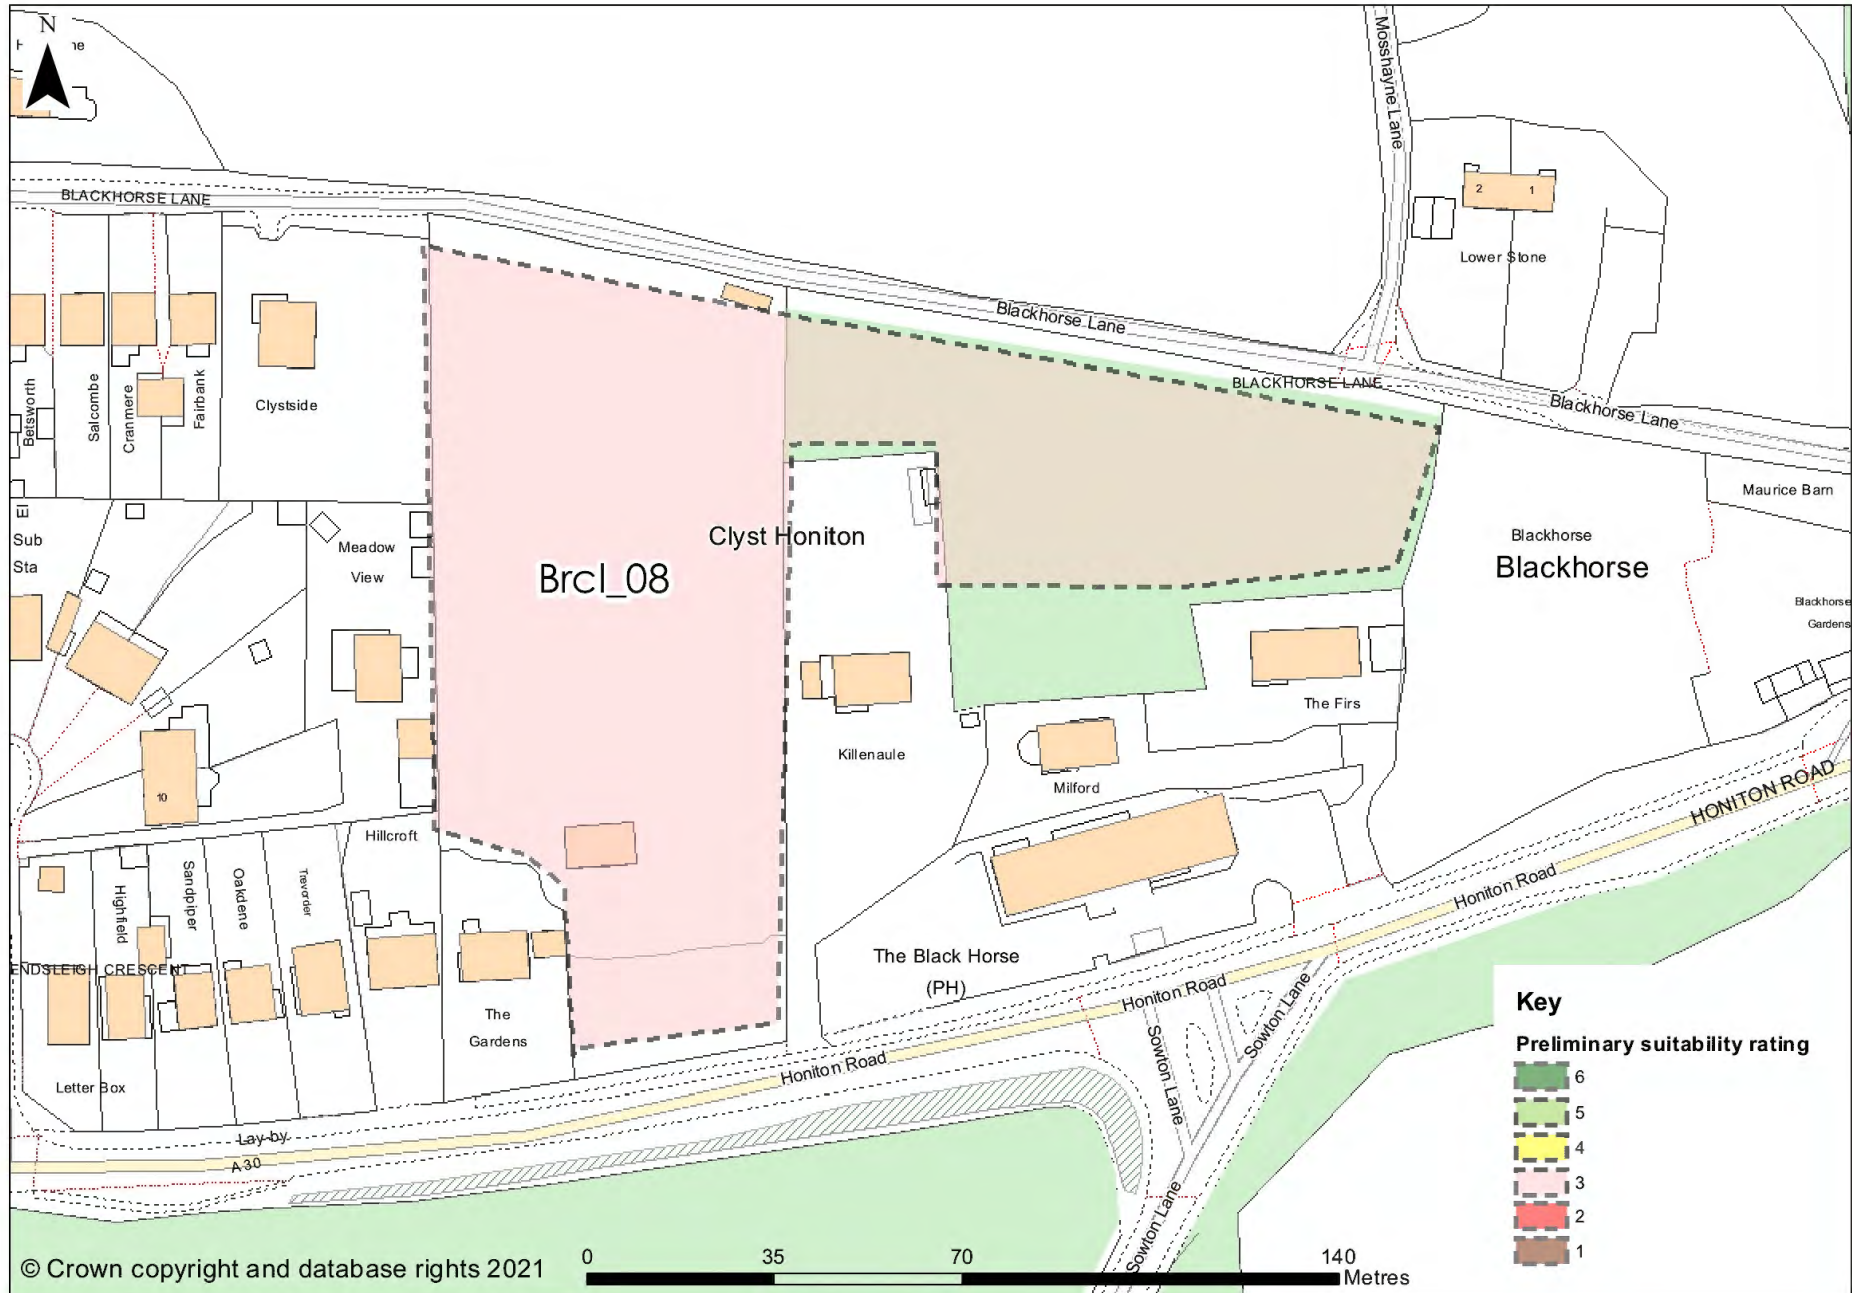 N
Mosshayne Lane
BLACKHORSE LANE
2
1
Lower Stone
Blackhorse Lane
BLACKHORSE LANE
Blackhorse Lane
Betsworth
Salcombe
Cranmere
Fairbank
Clystside
Maurice Barn
El
Sub
Sta
Meadow
View
Clyst Honiton
Brcl_08
Blackhorse
Blackhorse
Blackhorse
Gardens
The Firs
Killenaule
Milford
10
Hillcroft
HONITON ROAD
Honiton Road
Highfield
Sandpiper
Oakdene
Trevorder
ENDSLEIGH CRESCENT
The Black Horse
(PH)
Honiton Road
The
Gardens
Sowton Lane
Sowton Lane
Honiton Road
Letter Box
Lay-by
A 30
Sowton Lane
Key
Preliminary suitability rating
6
5
4
3
2
1
© Crown copyright and database rights 2021
0
35
70
140
Metres